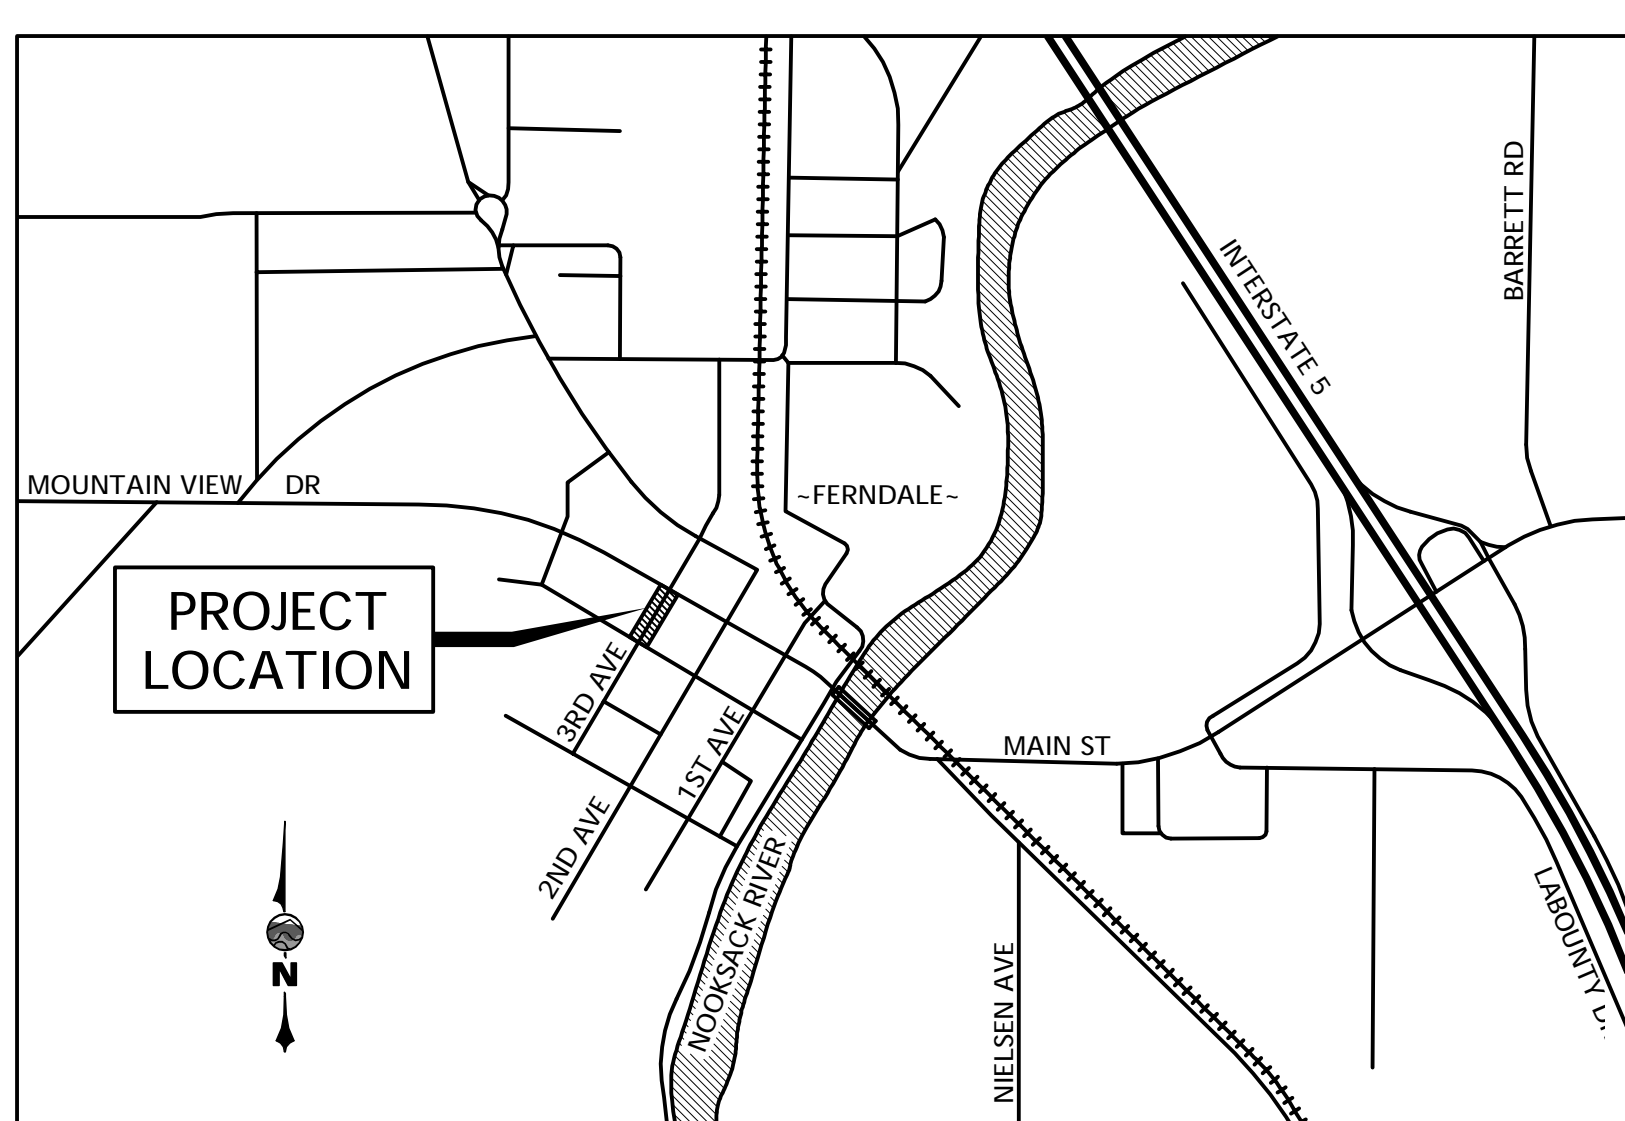 BARRETT RD
INTERSTATE 5
MOUNTAIN VIEW DR
~FERNDALE~
PROJECT
LOCATION
3RD AVE
1ST AVE
MAIN ST
2ND AVE
NOOKSACK RIVER
LABOUNTY
NIELSEN AVE
N